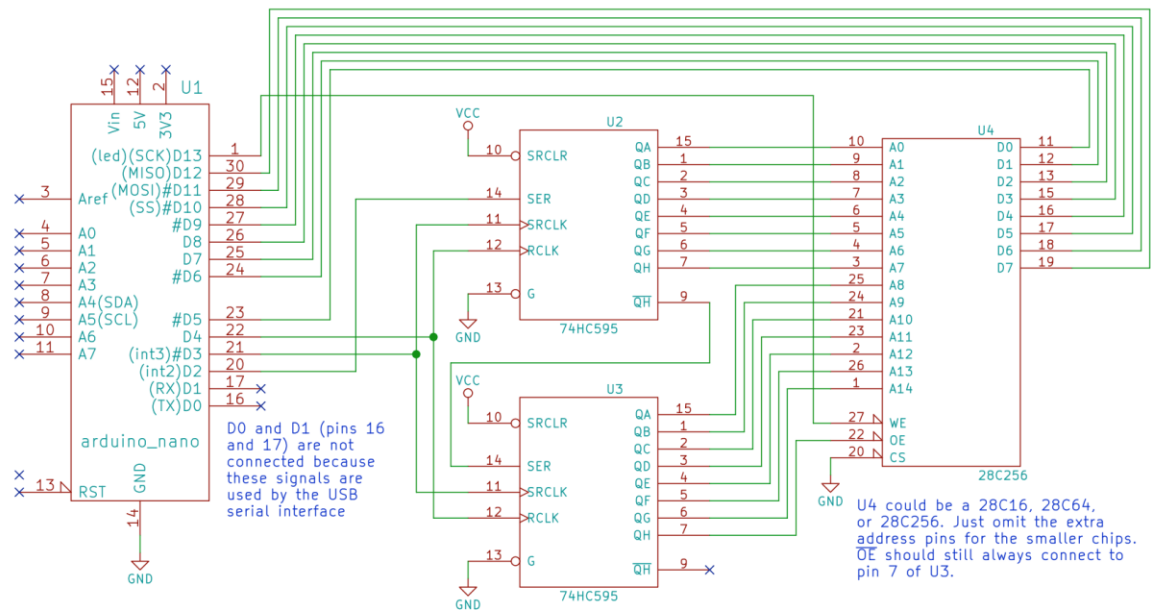 U1
15
12
2
Vin
5V
3V3
(led)(SCK)D13
1
(MISO)D12
30
(MOSI)#D11
29
(SS)#D10
28
#D9
27
D8
26
D7
25
#D6
24
#D5
23
D4
22
(int3)#D3
21
(int2)D2
20
(RX)D1
17
(TX)D0
16
3
Aref
4
A0
5
A1
6
A2
7
A3
8
A4(SDA)
9
A5(SCL)
10
A6
11
A7
arduino_nano
13
RST
GND
14
GND
D0 and D1 (pins 16
and 17) are not
connected because
these signals are
used by the USB
serial interface
VCC
U2
10
SRCLR
14
SER
11
SRCLK
12
RCLK
13
G
GND
QA
15
QB
1
QC
2
QD
3
QE
4
QF
5
QG
6
QH
7
QH
9
74HC595
VCC
U3
10
SRCLR
14
SER
11
SRCLK
12
RCLK
13
G
GND
QA
15
QB
1
QC
2
QD
3
QE
4
QF
5
QG
6
QH
7
QH
9
74HC595
U4
10
A0
9
A1
8
A2
7
A3
6
A4
5
A5
4
A6
3
A7
25
A8
24
A9
21
A10
23
A11
2
A12
26
A13
1
A14
27
WE
22
OE
20
CS
GND
D0
11
D1
12
D2
13
D3
15
D4
16
D5
17
D6
18
D7
19
28C256
U4 could be a 28C16, 28C64,
or 28C256. Just omit the extra
address pins for the smaller chips.
OE should still always connect to
pin 7 of U3.